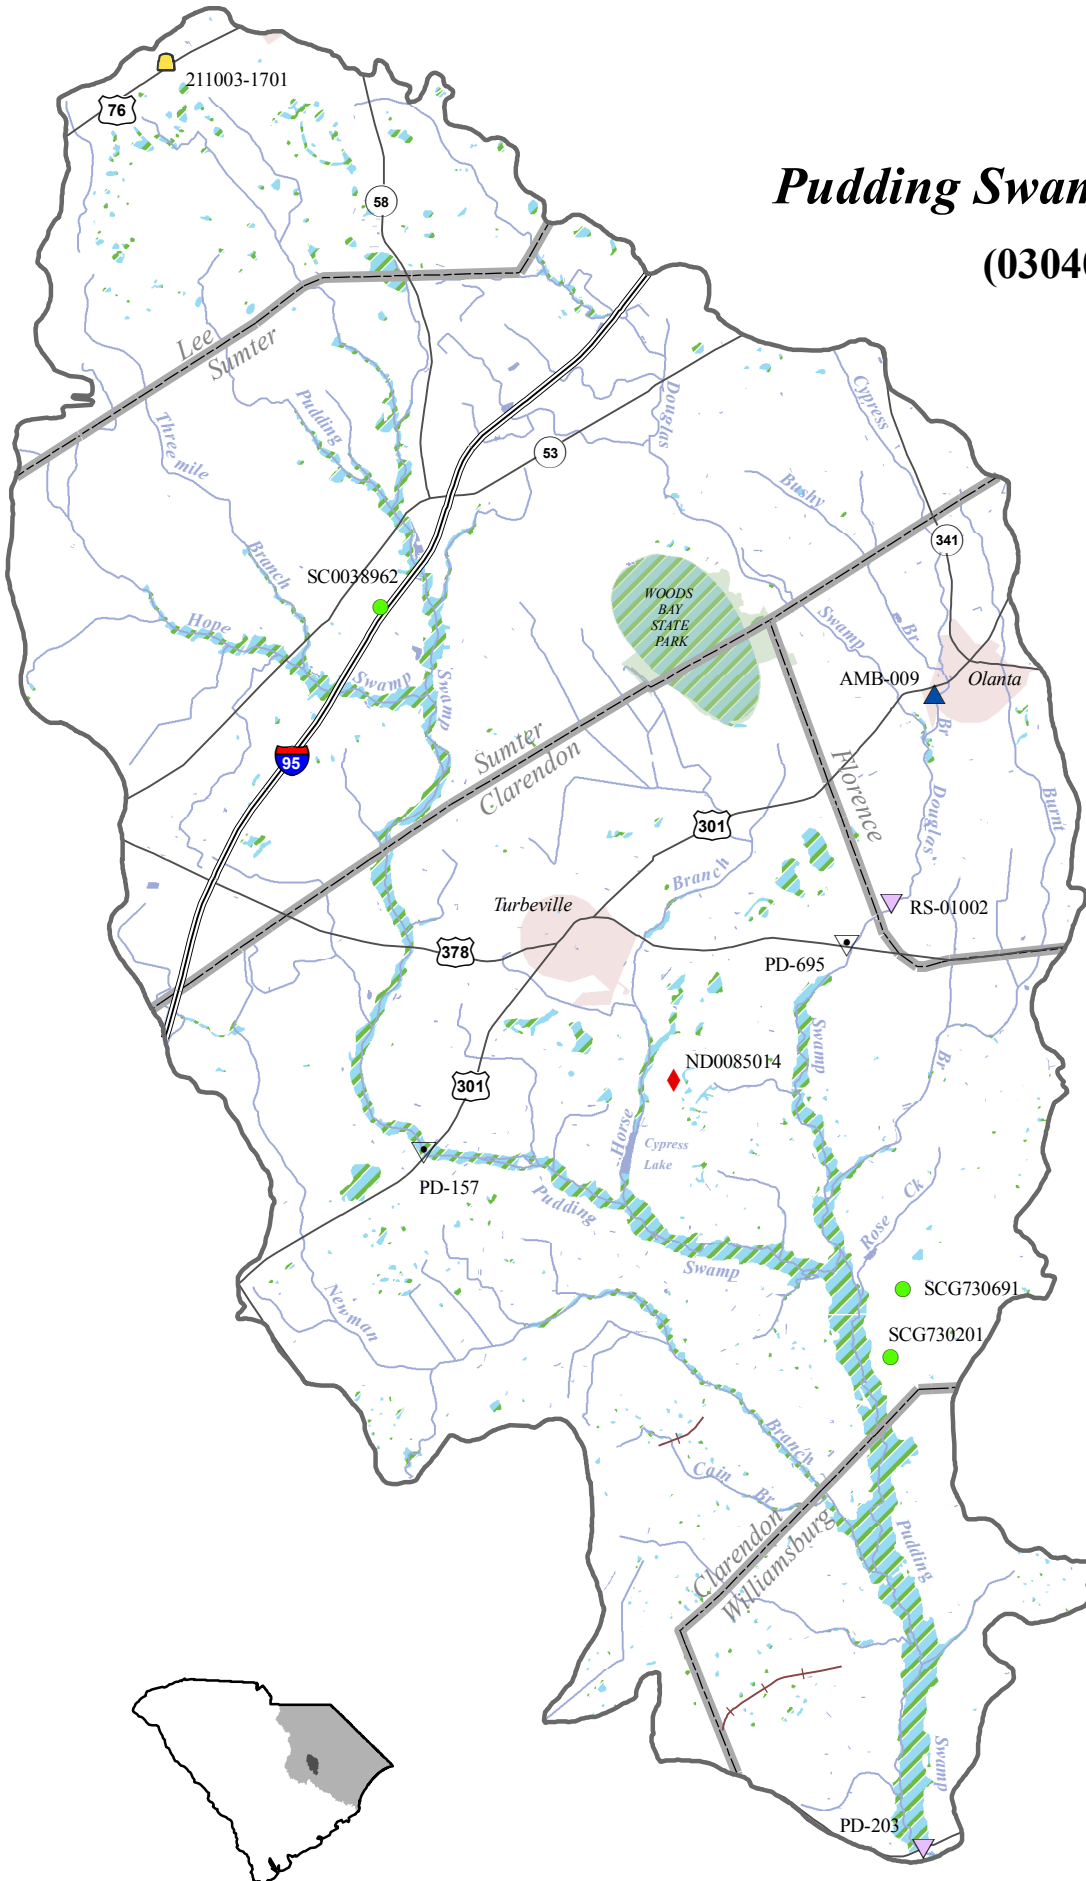 Pudding Swam
(0304
211003-1701
76
58
Lee
Sumter
Pudding
Three mile
Branch
53
Douglas
Cypress
Bushy
341
SC0038962
Hope
Swamp
Swamp
WOODS
BAY
STATE
PARK
Swamp
Br
AMB-009
Olanta
Br
95
Sumter
Clarendon
Florence
Douglas
Burnt
301
Branch
Turbeville
RS-01002
378
PD-695
Swamp
Br
ND0085014
301
Horse
Cypress
Lake
PD-157
Pudding
Swamp
Rose Ck
Newman
SCG730691
SCG730201
Branch
Cain Br
Clarendon
Williamsburg
Pudding
Swamp
PD-203